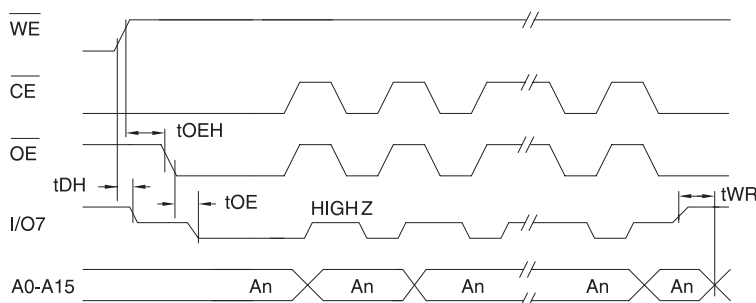 WE
CE
tOEH
OE
tDH
tOE
tWR
HIGH Z
I/O7
A0-A15
An An An An An